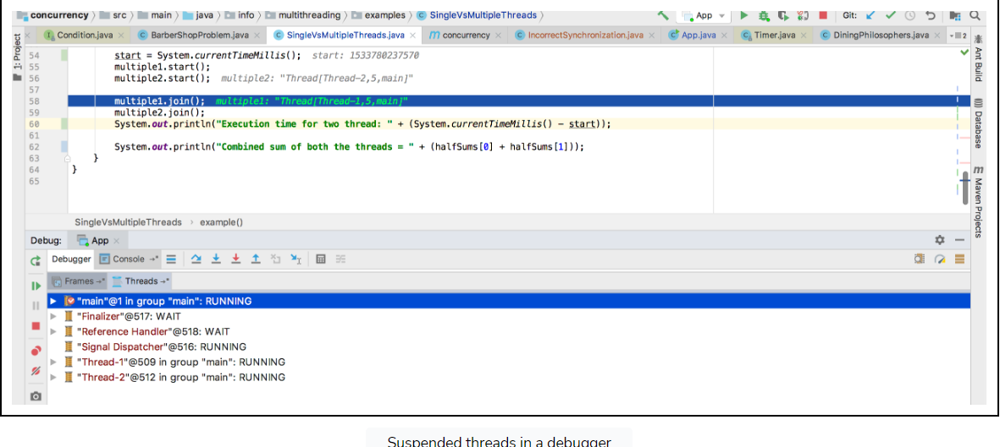 concurrency 〉 src 〉 main 〉 java 〉 info 〉 multithreading 〉 examples 〉 SingleVsMultipleThreads 〉 App Git:
Condition.java × BarberShopProblem.java × SingleVsMultipleThreads.java × m concurrency × IncorrectSynchronization.java × App.java × Timer.java × DiningPhilosophers.java × 2
1: Project
Ant Build
Database
m Maven Projects
54 start = System.currentTimeMillis(); start: 1533780237570
55 multiple1.start();
56 multiple2.start(); multiple2: "Thread[Thread-2,5,main]"
57
58 multiple1.join(); multiple1: "Thread[Thread-1,5,main]"
59 multiple2.join();
60 System.out.println("Execution time for two thread: " + (System.currentTimeMillis() - start));
61
62 System.out.println("Combined sum of both the threads = " + (halfSums[0] + halfSums[1]));
63 }
64 }
65
SingleVsMultipleThreads › example()
Debug: App ×
Debugger Console
Frames Threads
"main"@1 in group "main": RUNNING
"Finalizer"@517: WAIT
"Reference Handler"@518: WAIT
"Signal Dispatcher"@516: RUNNING
"Thread-1"@509 in group "main": RUNNING
"Thread-2"@512 in group "main": RUNNING
Suspended threads in a debugger